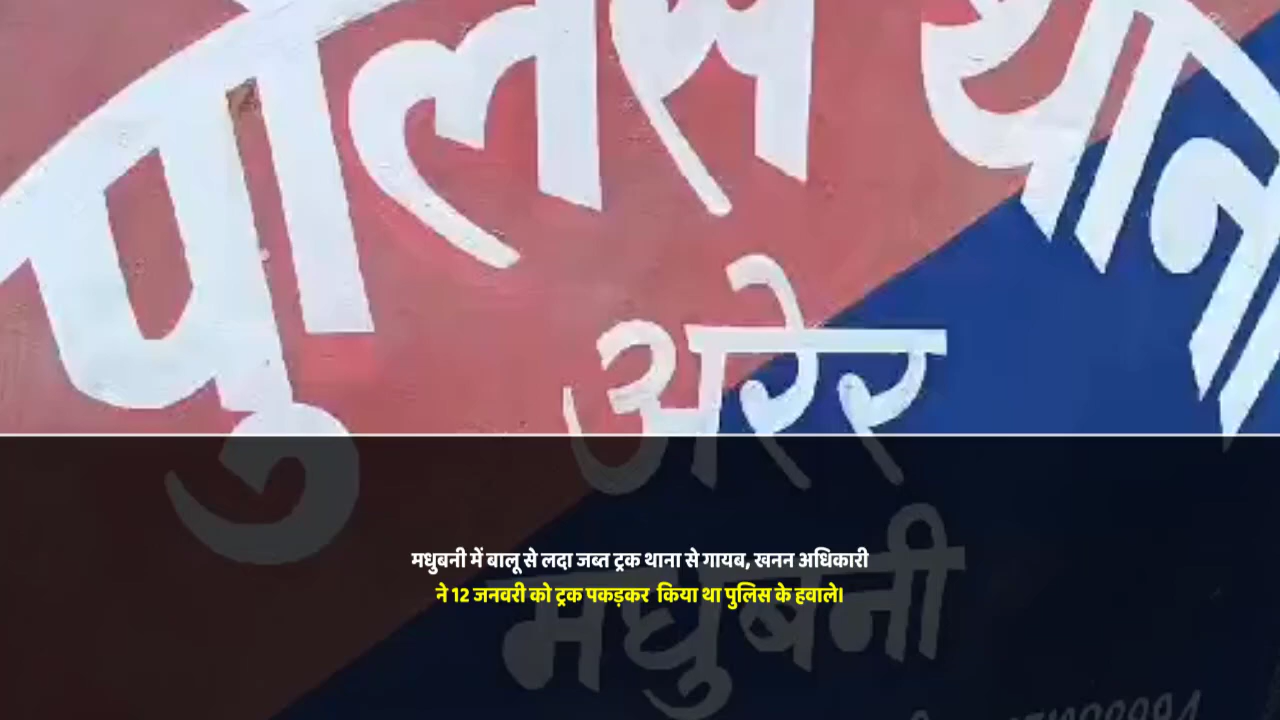 पुलिस थाना
अरेर
मधुबनी
मधुबनी में बालू से लदा जब्त ट्रक थाना से गायब, खनन अधिकारी
ने 12 जनवरी को ट्रक पकड़कर किया था पुलिस के हवाले।